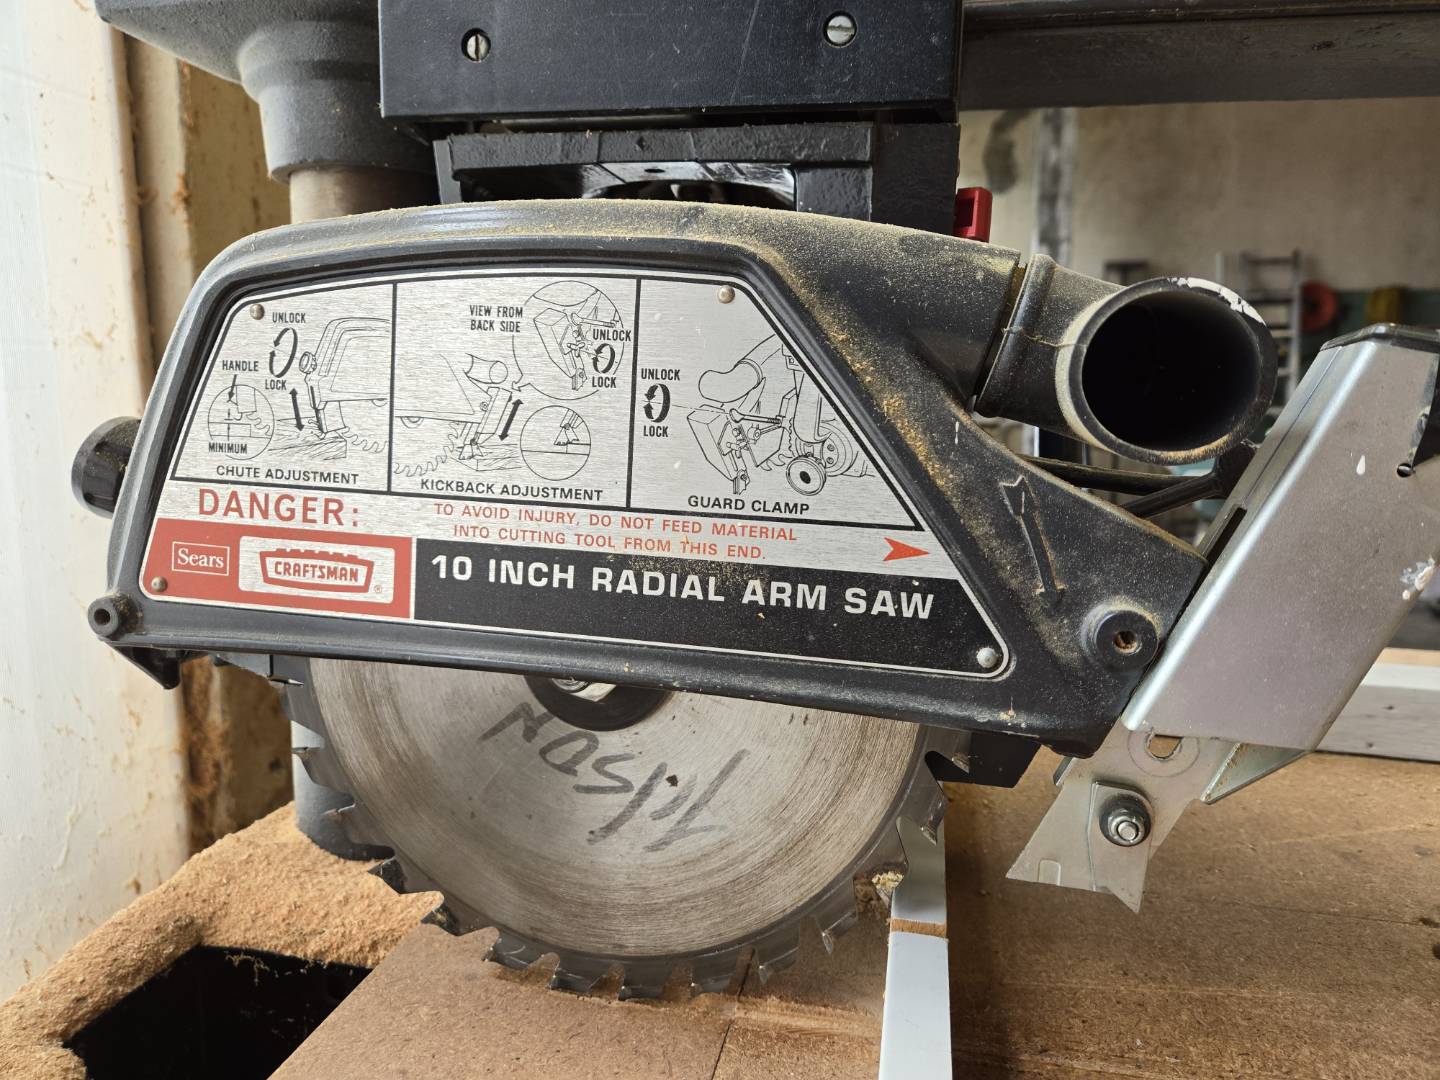 UNLOCK
HANDLE
LOCK
MINIMUM
CHUTE ADJUSTMENT
VIEW FROM
BACK SIDE
UNLOCK
LOCK
KICKBACK ADJUSTMENT
UNLOCK
LOCK
GUARD CLAMP
DANGER:
TO AVOID INJURY, DO NOT FEED MATERIAL
INTO CUTTING TOOL FROM THIS END.
Sears
CRAFTSMAN
®
10 INCH RADIAL ARM SAW